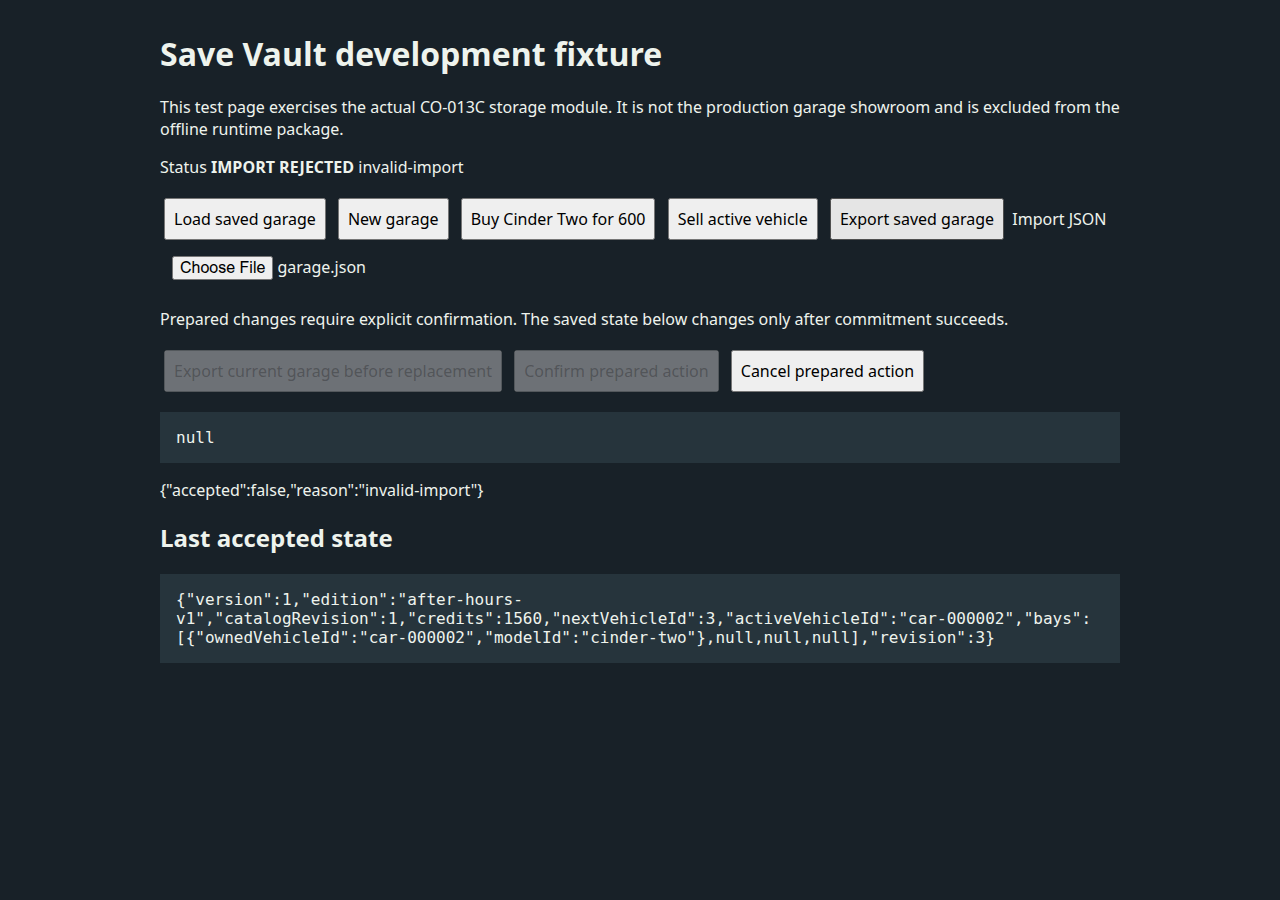 Save Vault development fixture
This test page exercises the actual CO-013C storage module. It is not the production garage showroom and is excluded from the
offline runtime package.
Status IMPORT REJECTED invalid-import
Load saved garage New garage Buy Cinder Two for 600 Sell active vehicle Export saved garage Import JSON
Choose File garage.json
Prepared changes require explicit confirmation. The saved state below changes only after commitment succeeds.
Export current garage before replacement Confirm prepared action Cancel prepared action
null
{"accepted":false,"reason":"invalid-import"}
Last accepted state
{"version":1,"edition":"after-hours-
v1","catalogRevision":1,"credits":1560,"nextVehicleId":3,"activeVehicleId":"car-000002","bays":
[{"ownedVehicleId":"car-000002","modelId":"cinder-two"},null,null,null],"revision":3}